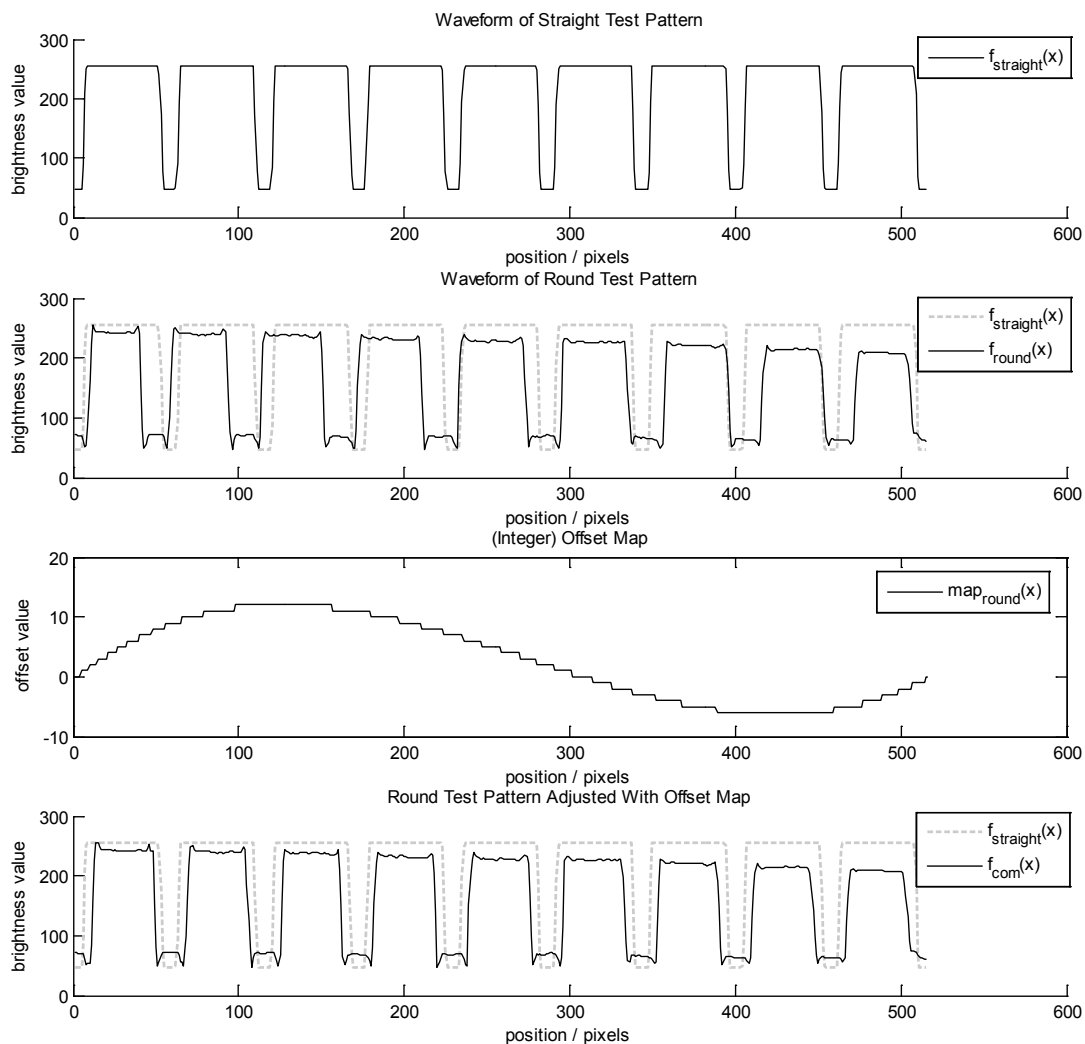 Waveform of Straight Test Pattern
300
200
100
0
0 100 200 300 400 500 600
brightness value
position / pixels
f_straight(x)
Waveform of Round Test Pattern
300
200
100
0
0 100 200 300 400 500 600
brightness value
position / pixels
f_straight(x)
f_round(x)
(Integer) Offset Map
20
10
0
-10
0 100 200 300 400 500 600
offset value
position / pixels
map_round(x)
Round Test Pattern Adjusted With Offset Map
300
200
100
0
0 100 200 300 400 500 600
brightness value
position / pixels
f_straight(x)
f_com(x)